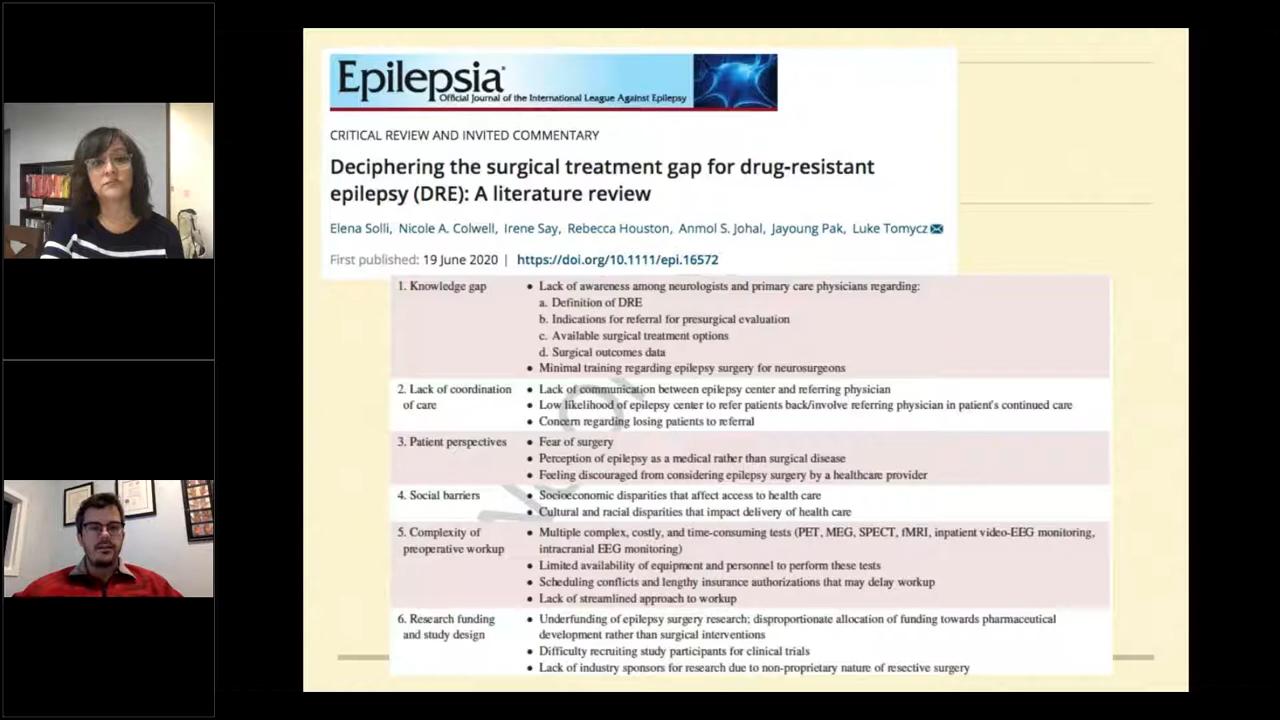 Epilepsia
Official Journal of the International League Against Epilepsy
CRITICAL REVIEW AND INVITED COMMENTARY
Deciphering the surgical treatment gap for drug-resistant
epilepsy (DRE): A literature review
Elena Solli, Nicole A. Colwell, Irene Say, Rebecca Houston, Anmol S. Johal, Jayoung Pak, Luke Tomycz
First published: 19 June 2020 | https://doi.org/10.1111/epi.16572
1. Knowledge gap
• Lack of awareness among neurologists and primary care physicians regarding:
a. Definition of DRE
b. Indications for referral for presurgical evaluation
c. Available surgical treatment options
d. Surgical outcomes data
• Minimal training regarding epilepsy surgery for neurosurgeons
2. Lack of coordination
of care
• Lack of communication between epilepsy center and referring physician
• Low likelihood of epilepsy center to refer patients back/involve referring physician in patient's continued care
• Concern regarding losing patients to referral
3. Patient perspectives
• Fear of surgery
• Perception of epilepsy as a medical rather than surgical disease
• Feeling discouraged from considering epilepsy surgery by a healthcare provider
4. Social barriers
• Socioeconomic disparities that affect access to health care
• Cultural and racial disparities that impact delivery of health care
5. Complexity of
preoperative workup
• Multiple complex, costly, and time-consuming tests (PET, MEG, SPECT, fMRI, inpatient video-EEG monitoring,
intracranial EEG monitoring)
• Limited availability of equipment and personnel to perform these tests
• Scheduling conflicts and lengthy insurance authorizations that may delay workup
• Lack of streamlined approach to workup
6. Research funding
and study design
• Underfunding of epilepsy surgery research; disproportionate allocation of funding towards pharmaceutical
development rather than surgical interventions
• Difficulty recruiting study participants for clinical trials
• Lack of industry sponsors for research due to non-proprietary nature of resective surgery